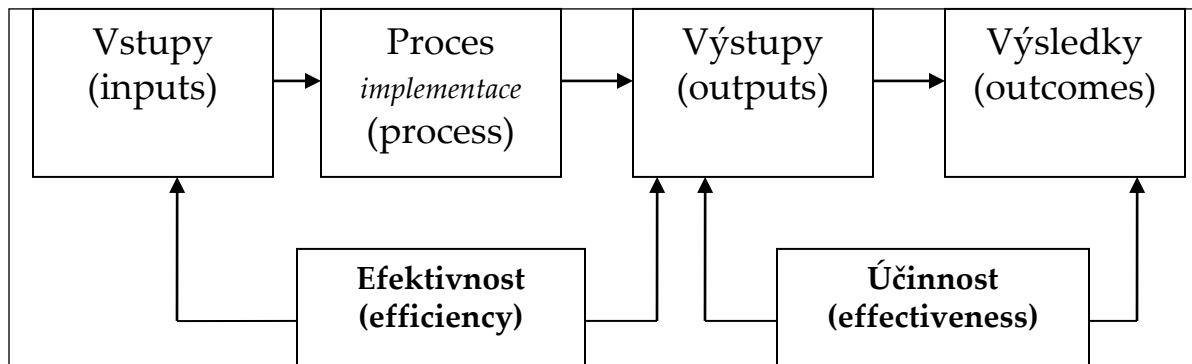 Vstupy
(inputs)
Proces
implementace
(process)
Výstupy
(outputs)
Výsledky
(outcomes)
Efektivnost
(efficiency)
Účinnost
(effectiveness)